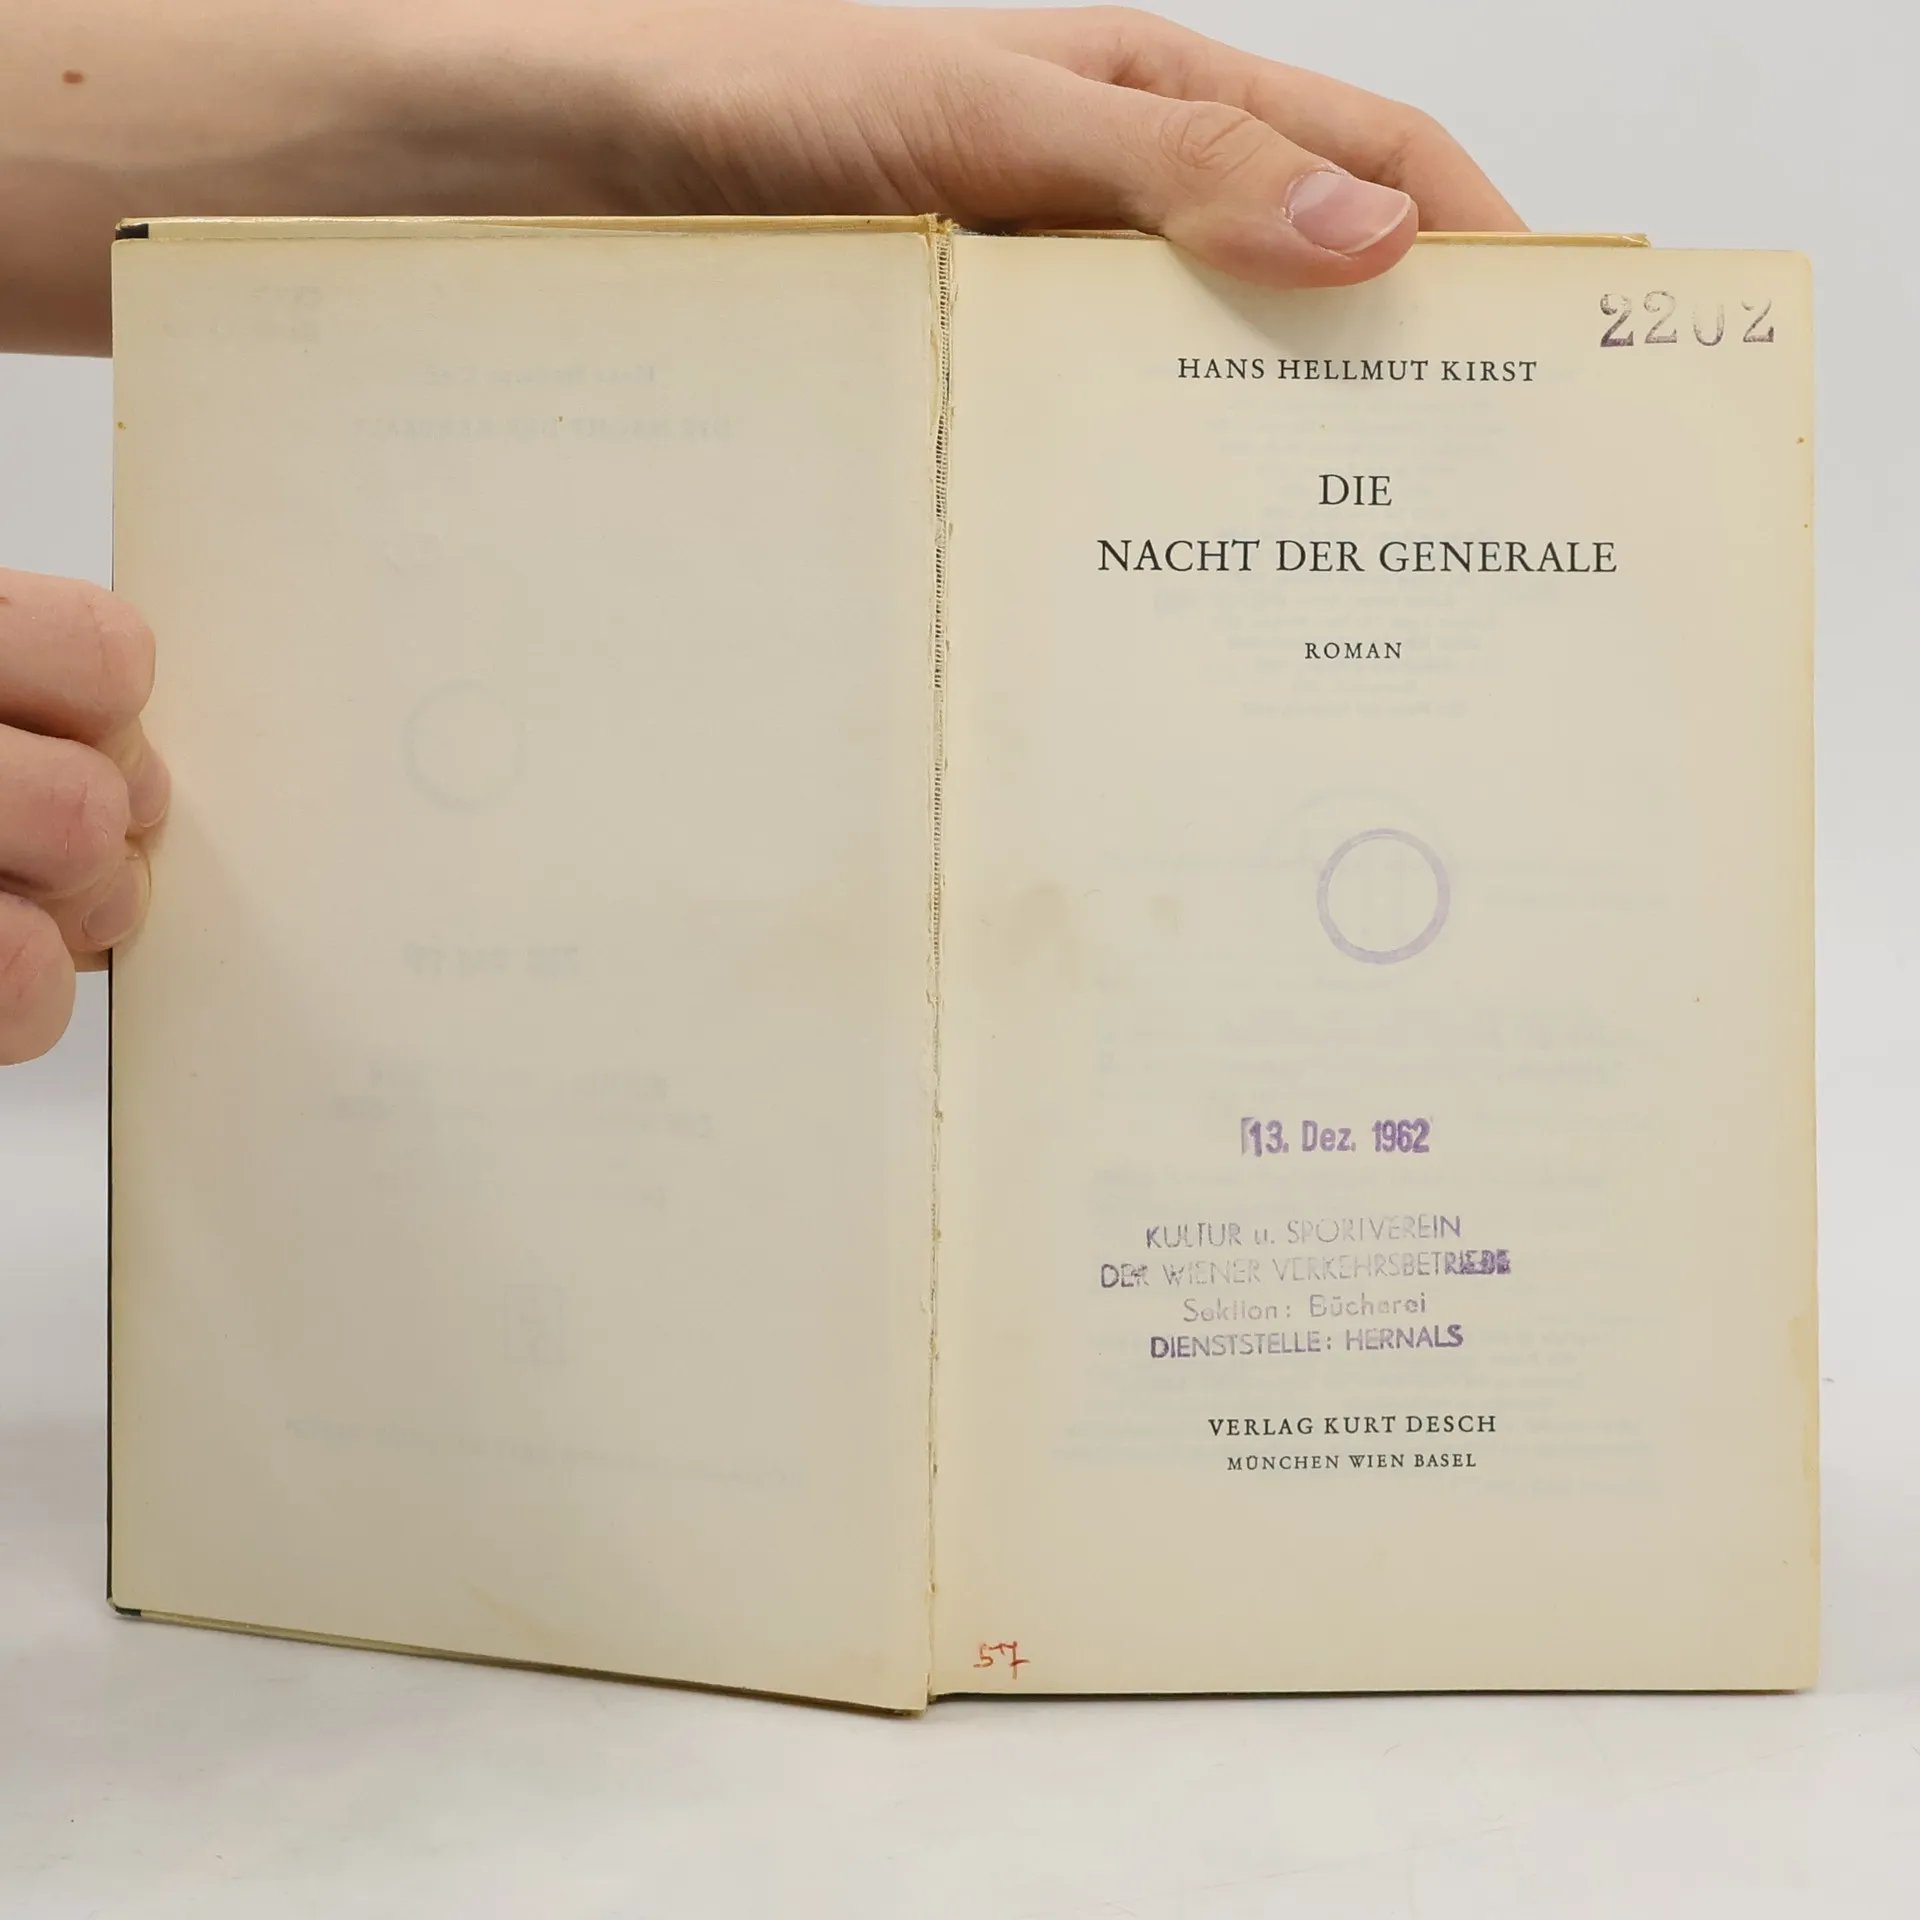 2202
HANS HELLMUT KIRST
DIE
NACHT DER GENERALE
ROMAN
13. Dez. 1962
KULTUR u. SPORTVEREIN
DER WIENER VERKEHRSBETRIEBE
Sektion: Bücherei
DIENSTSTELLE: HERNALS
VERLAG KURT DESCH
MÜNCHEN WIEN BASEL
57